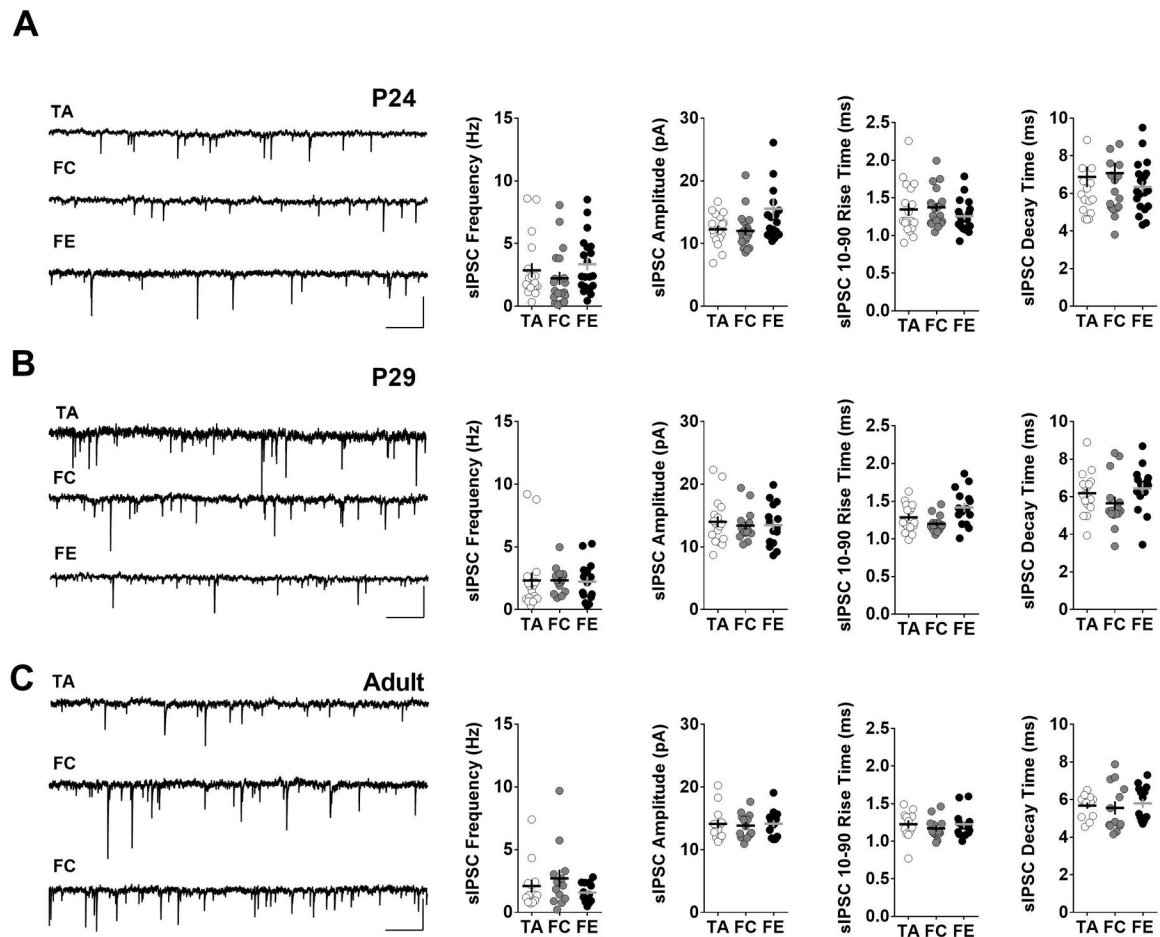 A
P24
TA
FC
FE
sIPSC Frequency (Hz)
15
10
5
0
TA FC FE
sIPSC Amplitude (pA)
30
20
10
0
TA FC FE
sIPSC 10-90 Rise Time (ms)
2.5
2.0
1.5
1.0
0.5
0.0
TA FC FE
sIPSC Decay Time (ms)
10
8
6
4
2
0
TA FC FE
B
P29
TA
FC
FE
sIPSC Frequency (Hz)
15
10
5
0
TA FC FE
sIPSC Amplitude (pA)
30
20
10
0
TA FC FE
sIPSC 10-90 Rise Time (ms)
2.5
2.0
1.5
1.0
0.5
0.0
TA FC FE
sIPSC Decay Time (ms)
10
8
6
4
2
0
TA FC FE
C
Adult
TA
FC
FC
sIPSC Frequency (Hz)
15
10
5
0
TA FC FE
sIPSC Amplitude (pA)
30
20
10
0
TA FC FE
sIPSC 10-90 Rise Time (ms)
2.5
2.0
1.5
1.0
0.5
0.0
TA FC FE
sIPSC Decay Time (ms)
10
8
6
4
2
0
TA FC FE